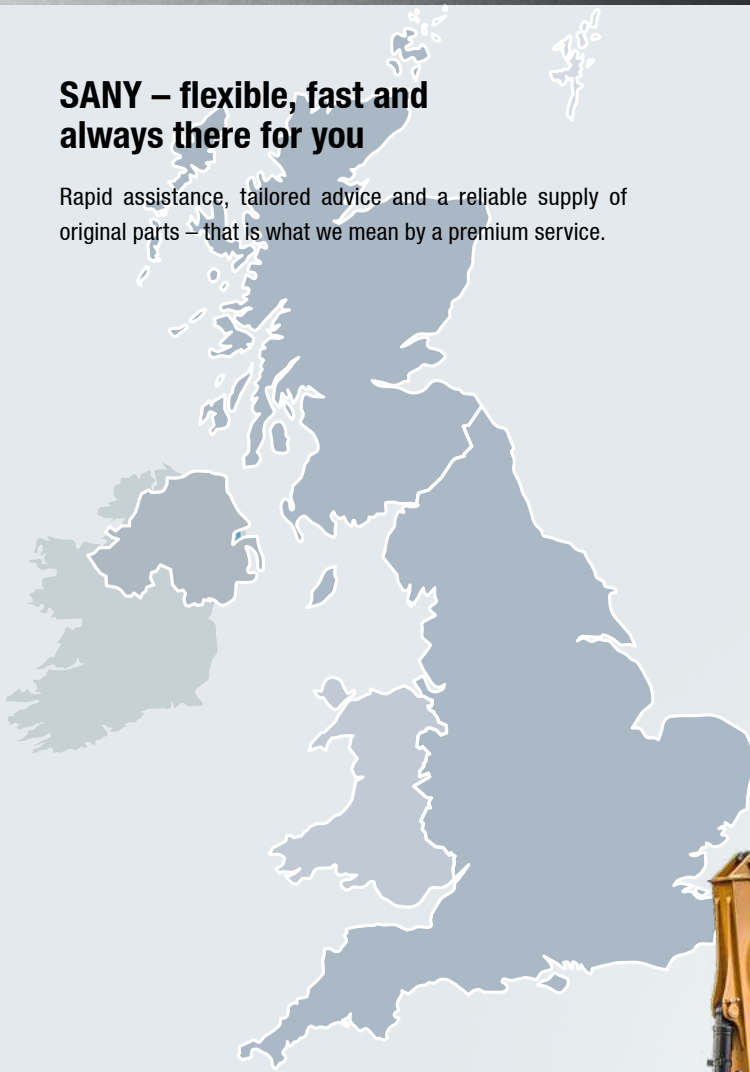 SANY – flexible, fast and
always there for you
Rapid assistance, tailored advice and a reliable supply of
original parts – that is what we mean by a premium service.